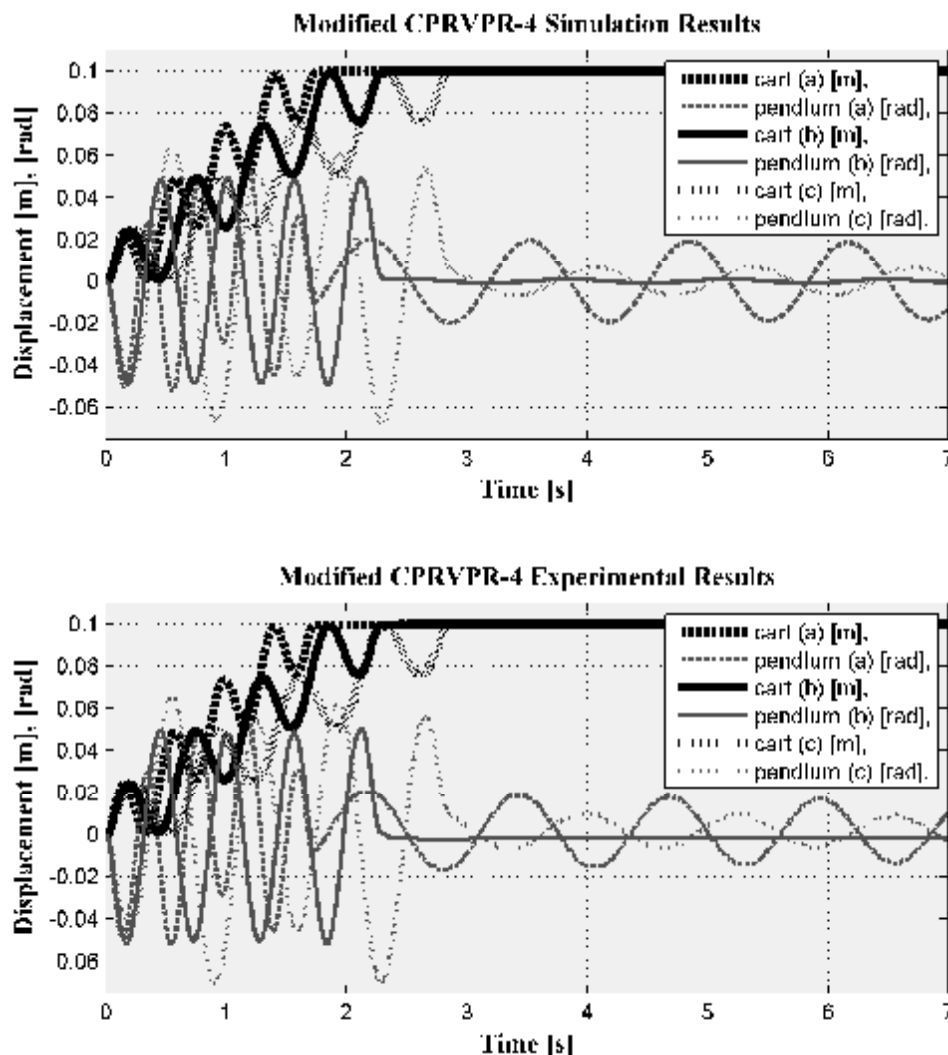 Modified CPRVPR-4 Simulation Results
Displacement [m], [rad]
0.1
0.08
0.06
0.04
0.02
0
-0.02
-0.04
-0.06
cart (a) [m],
pendlum (a) [rad],
cart (b) [m],
pendlum (b) [rad],
cart (c) [m],
pendlum (c) [rad].
0 1 2 3 4 5 6 7
Time [s]
Modified CPRVPR-4 Experimental Results
Displacement [m], [rad]
0.1
0.08
0.06
0.04
0.02
0
-0.02
-0.04
0.06
cart (a) [m],
pendlum (a) [rad],
cart (b) [m],
pendlum (b) [rad],
cart (c) [m],
pendlum (c) [rad].
0 1 2 3 4 5 6 7
Time [s]